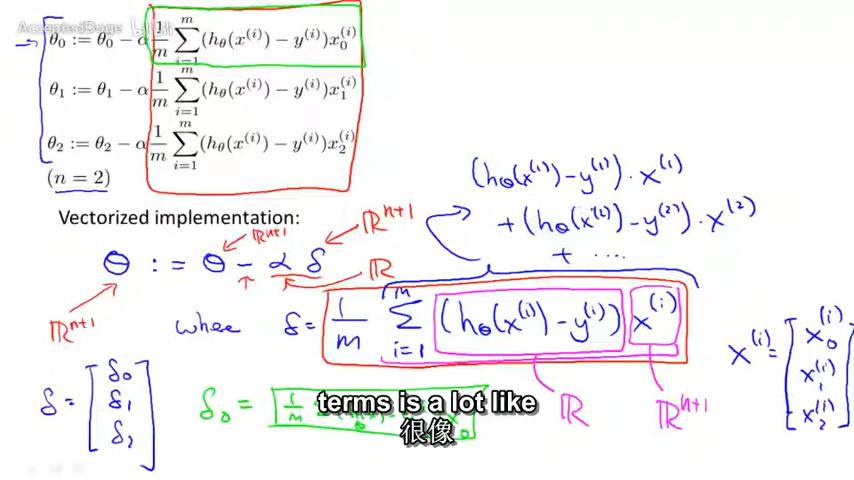 AcceptedDoge bilibili
θ₀ := θ₀ − α 1/m Σᵢ₌₁ᵐ (h_θ(x⁽ⁱ⁾) − y⁽ⁱ⁾)x₀⁽ⁱ⁾
θ₁ := θ₁ − α 1/m Σᵢ₌₁ᵐ (h_θ(x⁽ⁱ⁾) − y⁽ⁱ⁾)x₁⁽ⁱ⁾
θ₂ := θ₂ − α 1/m Σᵢ₌₁ᵐ (h_θ(x⁽ⁱ⁾) − y⁽ⁱ⁾)x₂⁽ⁱ⁾
(n = 2)
(h_θ(x⁽¹⁾) − y⁽¹⁾) · x⁽¹⁾
+ (h_θ(x⁽²⁾) − y⁽²⁾) · x⁽²⁾
+ ....
Vectorized implementation:
ℝⁿ⁺¹ ℝⁿ⁺¹
θ := θ − α δ
ℝ
ℝⁿ⁺¹
where δ = 1/m Σᵢ₌₁ᵐ (h_θ(x⁽ⁱ⁾) − y⁽ⁱ⁾) x⁽ⁱ⁾
x⁽ⁱ⁾ = [x₀⁽ⁱ⁾ x₁⁽ⁱ⁾ x₂⁽ⁱ⁾]
δ = [δ₀ δ₁ δ₂]
δ₀ = 1/m
ℝ ℝⁿ⁺¹
terms is a lot like
很像